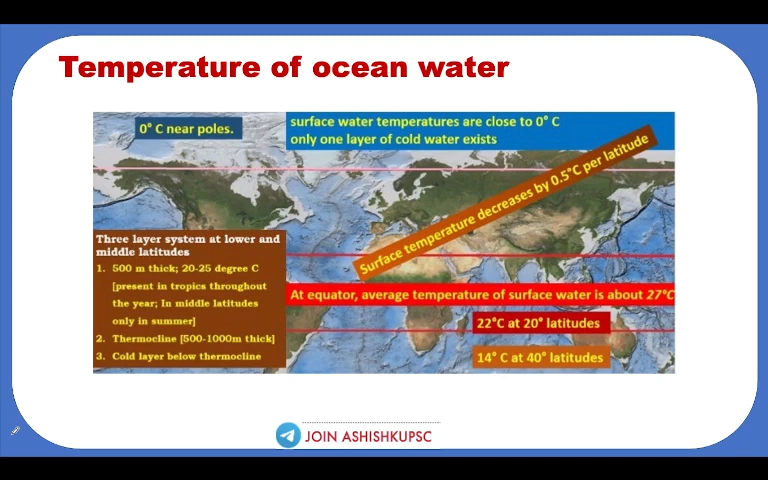 Temperature of ocean water
0° C near poles.
surface water temperatures are close to 0° C
only one layer of cold water exists
Surface temperature decreases by 0.5°C per latitude
Three layer system at lower and
middle latitudes
1. 500 m thick; 20-25 degree C
[present in tropics throughout
the year; In middle latitudes
only in summer]
2. Thermocline [500-1000m thick]
3. Cold layer below thermocline
At equator, average temperature of surface water is about 27°C
22°C at 20° latitudes
14° C at 40° latitudes
JOIN ASHISHKUPSC